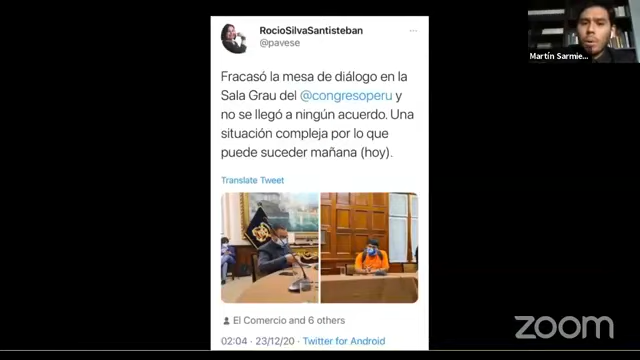 RocioSilvaSantisteban
@pavese
Fracasó la mesa de diálogo en la
Sala Grau del @congresoperu y
no se llegó a ningún acuerdo. Una
situación compleja por lo que
puede suceder mañana (hoy).
Translate Tweet
El Comercio and 6 others
02:04 · 23/12/20 · Twitter for Android
Martín Sarmie...
zoom